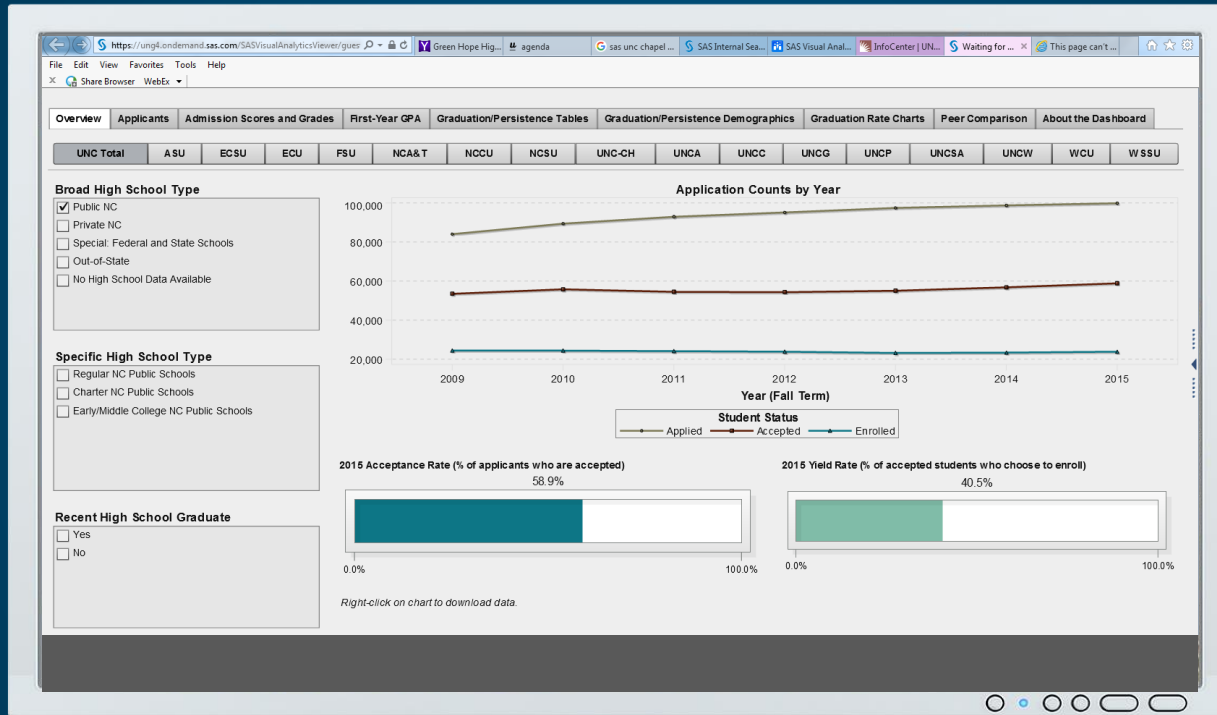 https://ung4.ondemand.sas.com/SASVisualAnalyticsViewer/gues
Green Hope Hig...
agenda
sas unc chapel ...
SAS Internal Sea...
SAS Visual Anal...
InfoCenter | UN...
Waiting for ...
This page can't ...
File Edit View Favorites Tools Help
X Share Browser WebEx
Overview Applicants Admission Scores and Grades First-Year GPA Graduation/Persistence Tables Graduation/Persistence Demographics Graduation Rate Charts Peer Comparison About the Dashboard
UNC Total ASU ECSU ECU FSU NCA&T NCCU NCSU UNC-CH UNCA UNCC UNCG UNCP UNCSA UNCW WCU WSSU
Broad High School Type
Public NC
Private NC
Special: Federal and State Schools
Out-of-State
No High School Data Available
Specific High School Type
Regular NC Public Schools
Charter NC Public Schools
Early/Middle College NC Public Schools
Recent High School Graduate
Yes
No
Application Counts by Year
100,000
80,000
60,000
40,000
20,000
2009 2010 2011 2012 2013 2014 2015
Year (Fall Term)
Student Status
Applied Accepted Enrolled
2015 Acceptance Rate (% of applicants who are accepted)
58.9%
0.0% 100.0%
2015 Yield Rate (% of accepted students who choose to enroll)
40.5%
0.0% 100.0%
Right-click on chart to download data.